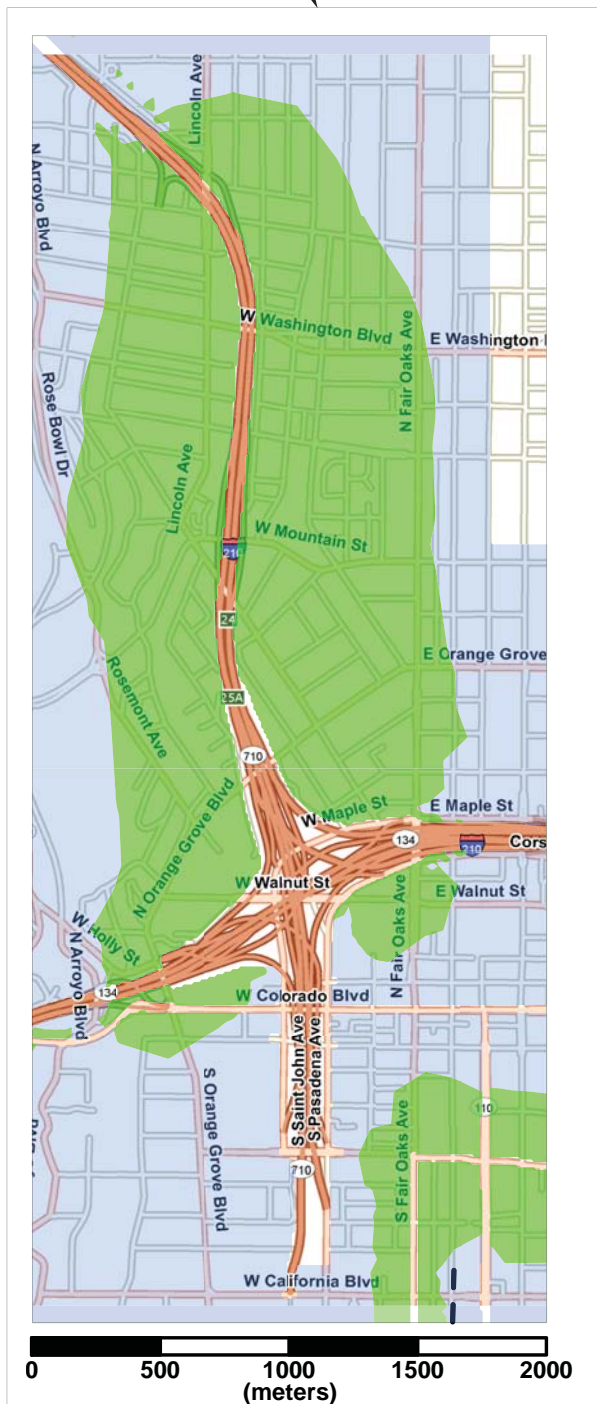 Lincoln Ave
N Arroyo Blvd
W Washington Blvd
E Washington
N Fair Oaks Ave
Rose Bowl Dr
Lincoln Ave
W Mountain St
210
24
E Orange Grove
Rosemont Ave
25A
710
N Orange Grove Blvd
W Maple St
E Maple St
134
210
Cors
W Walnut St
E Walnut St
W Holly St
N Arroyo Blvd
N Fair Oaks Ave
134
W Colorado Blvd
S Saint John Ave
S Pasadena Ave
S Orange Grove Blvd
110
S Fair Oaks Ave
710
W California Blvd
0 500 1000 1500 2000
(meters)